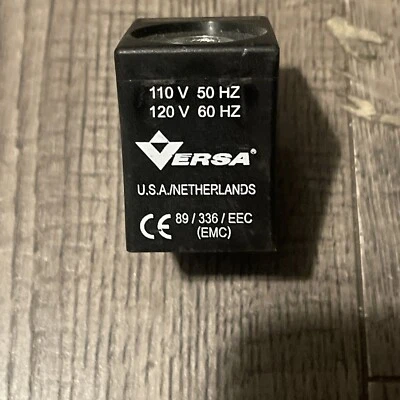 110 V 50 HZ
120 V 60 HZ
VERSA®
U.S.A./NETHERLANDS
CE 89 / 336 / EEC
(EMC)